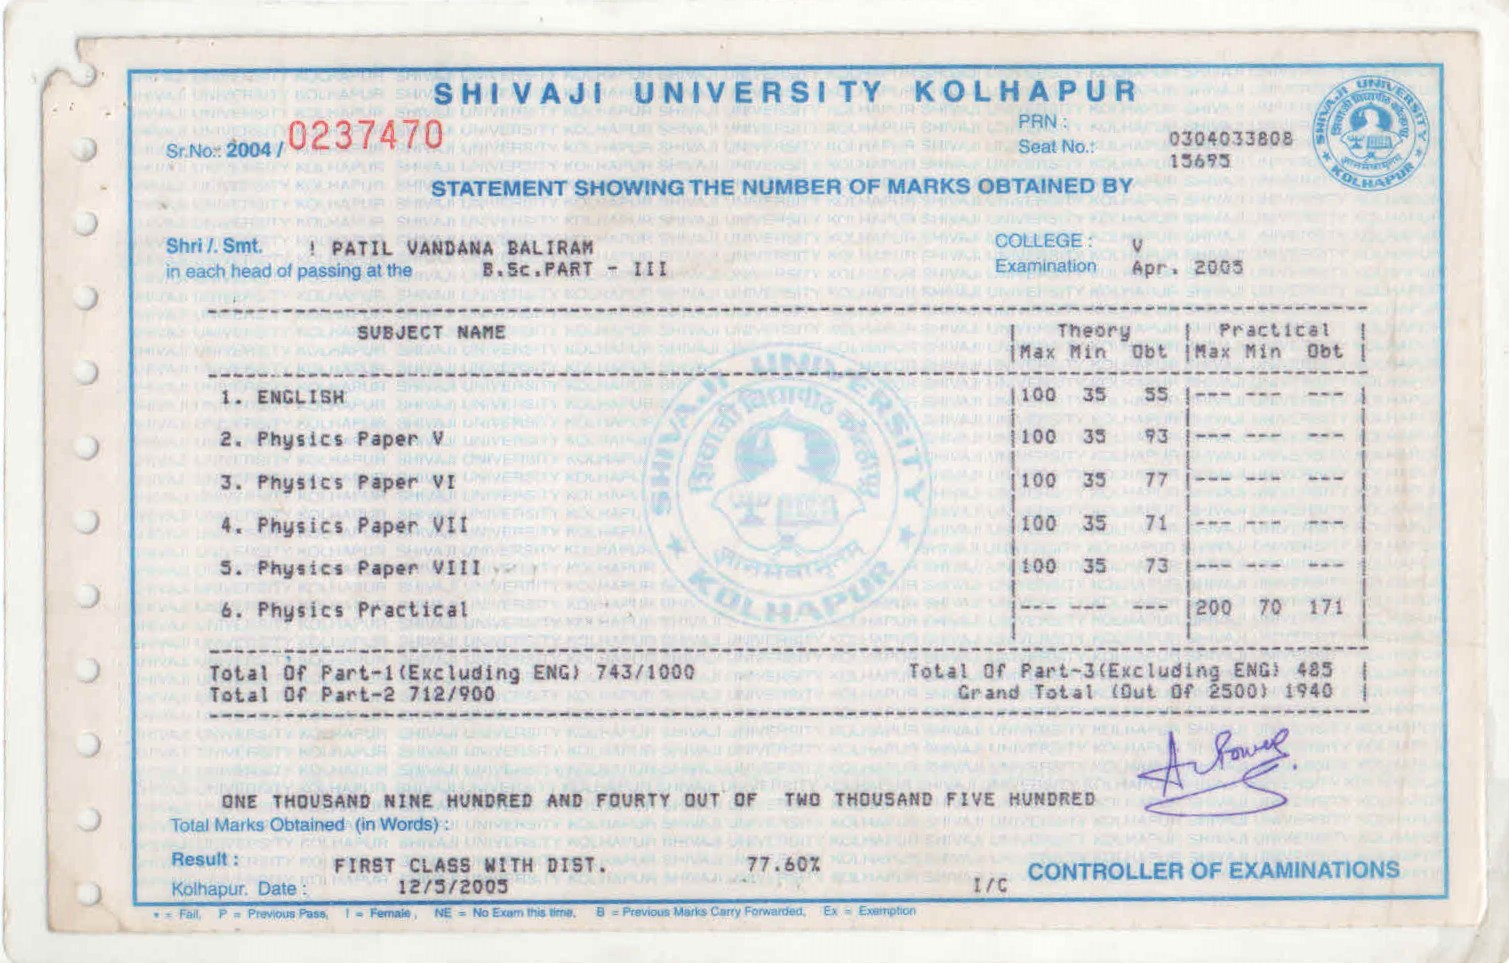 SHIVAJI UNIVERSITY KOLHAPUR
Sr.No.: 2004 / 0237470
PRN : 0304033808
Seat No.: 15695
STATEMENT SHOWING THE NUMBER OF MARKS OBTAINED BY
Shri /. Smt. ! PATIL VANDANA BALIRAM
COLLEGE : V
in each head of passing at the B.Sc.PART - III
Examination Apr. 2005
SUBJECT NAME | Theory | Practical |
|Max Min Obt |Max Min Obt |
1. ENGLISH |100 35 55 |--- --- --- |
2. Physics Paper V |100 35 93 |--- --- --- |
3. Physics Paper VI |100 35 77 |--- --- --- |
4. Physics Paper VII |100 35 71 |--- --- --- |
5. Physics Paper VIII |100 35 73 |--- --- --- |
6. Physics Practical |--- --- --- |200 70 171 |
Total Of Part-1(Excluding ENG) 743/1000 Total Of Part-3(Excluding ENG) 485 |
Total Of Part-2 712/900 Grand Total (Out Of 2500) 1940 |
ONE THOUSAND NINE HUNDRED AND FOURTY OUT OF TWO THOUSAND FIVE HUNDRED
Total Marks Obtained (in Words) :
Result : FIRST CLASS WITH DIST. 77.60%
Kolhapur. Date : 12/5/2005
I/C CONTROLLER OF EXAMINATIONS
* = Fail, P = Previous Pass, ! = Female, NE = No Exam this time, B = Previous Marks Carry Forwarded, Ex = Exemption
SHIVAJI UNIVERSITY
KOLHAPUR
SHIVAJI UNIVERSITY
शिवाजी विद्यापीठ कोल्हापूर
KOLHAPUR